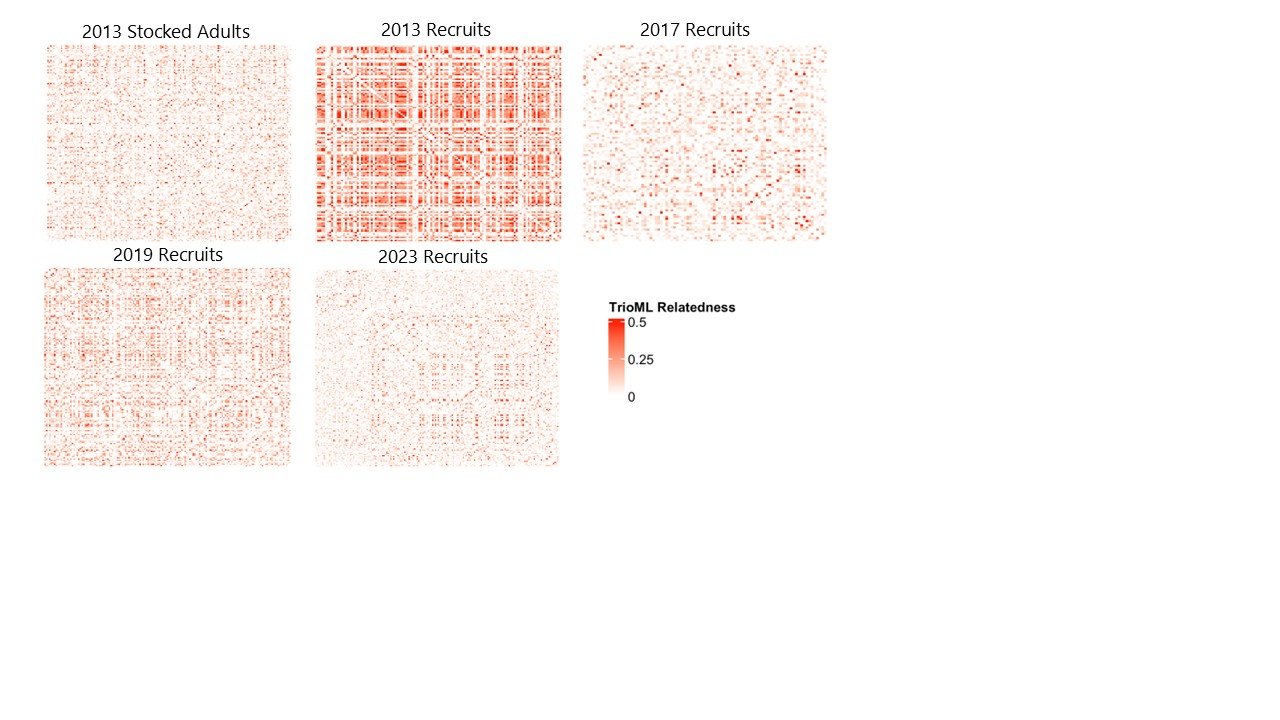 2013 Stocked Adults
2013 Recruits
2017 Recruits
2019 Recruits
2023 Recruits
TrioML Relatedness
0.5
0.25
0